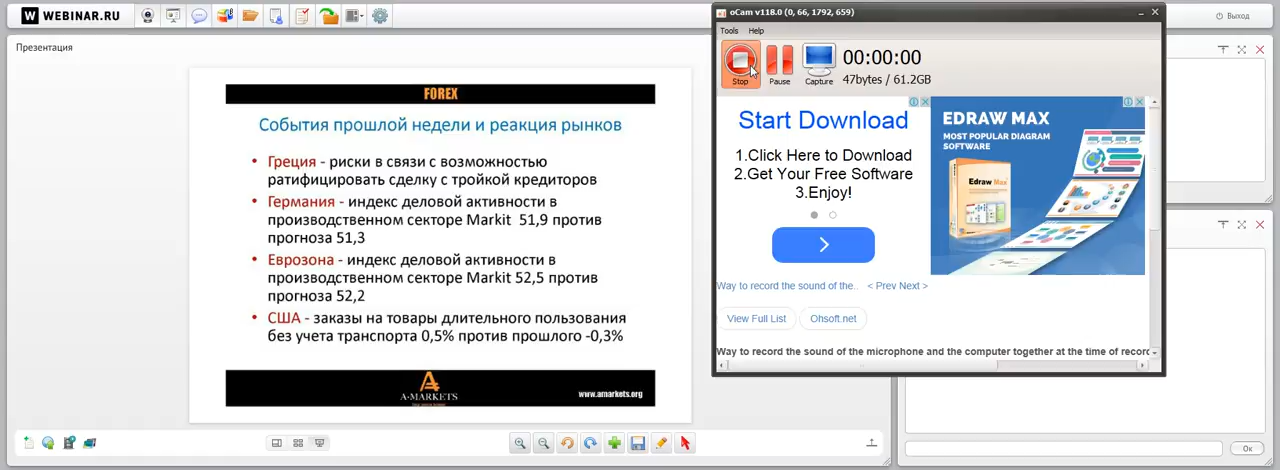 WEBINAR.RU
Выход
Презентация
FOREX
События прошлой недели и реакция рынков
• Греция - риски в связи с возможностью
ратифицировать сделку с тройкой кредиторов
• Германия - индекс деловой активности в
производственном секторе Markit 51,9 против
прогноза 51,3
• Еврозона - индекс деловой активности в
производственном секторе Markit 52,5 против
прогноза 52,2
• США - заказы на товары длительного пользования
без учета транспорта 0,5% против прошлого -0,3%
A-MARKETS
www.amarkets.org
oCam v118.0 (0, 66, 1792, 659)
Tools Help
Stop
Pause
Capture
00:00:00
47bytes / 61.2GB
Start Download
1.Click Here to Download
2.Get Your Free Software
3.Enjoy!
EDRAW MAX
MOST POPULAR DIAGRAM
SOFTWARE
Edraw Max
Way to record the sound of the.. < Prev Next >
View Full List
Ohsoft.net
Way to record the sound of the microphone and the computer together at the time of record
Ок